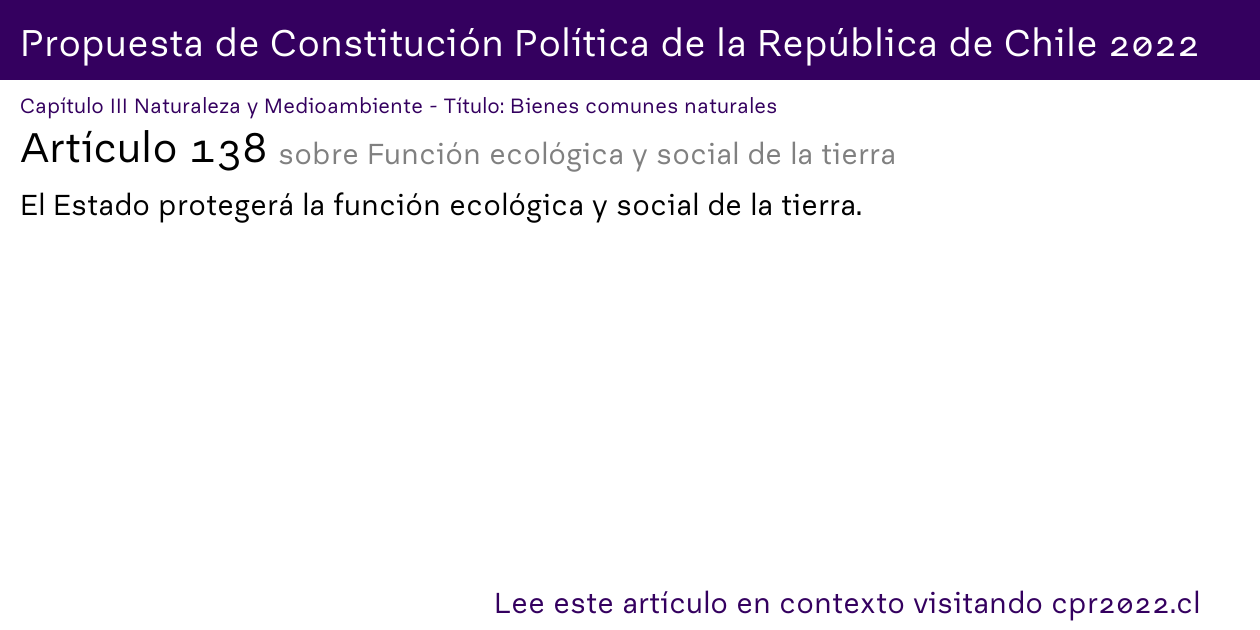 Propuesta de Constitución Política de la República de Chile 2022
Capítulo III Naturaleza y Medioambiente - Título: Bienes comunes naturales
Artículo 138 sobre Función ecológica y social de la tierra
El Estado protegerá la función ecológica y social de la tierra.
Lee este artículo en contexto visitando cpr2022.cl